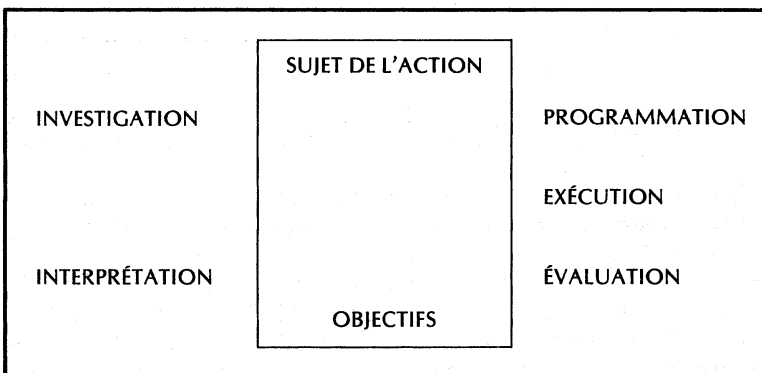 SUJET DE L'ACTION
INVESTIGATION
PROGRAMMATION
EXÉCUTION
INTERPRÉTATION
ÉVALUATION
OBJECTIFS